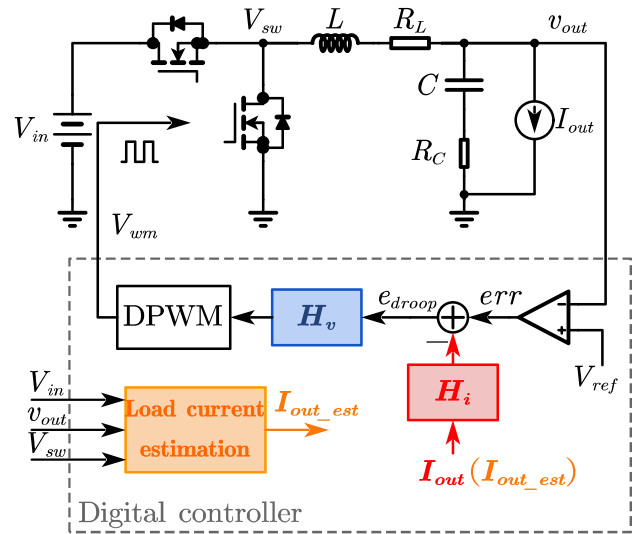 V_sw
L
R_L
v_out
V_in
C
I_out
R_C
V_wm
DPWM
H_v
e_droop
err
+
−
+
−
V_ref
V_in
v_out
V_sw
Load current
estimation
I_out_est
H_i
I_out (I_out_est)
Digital controller